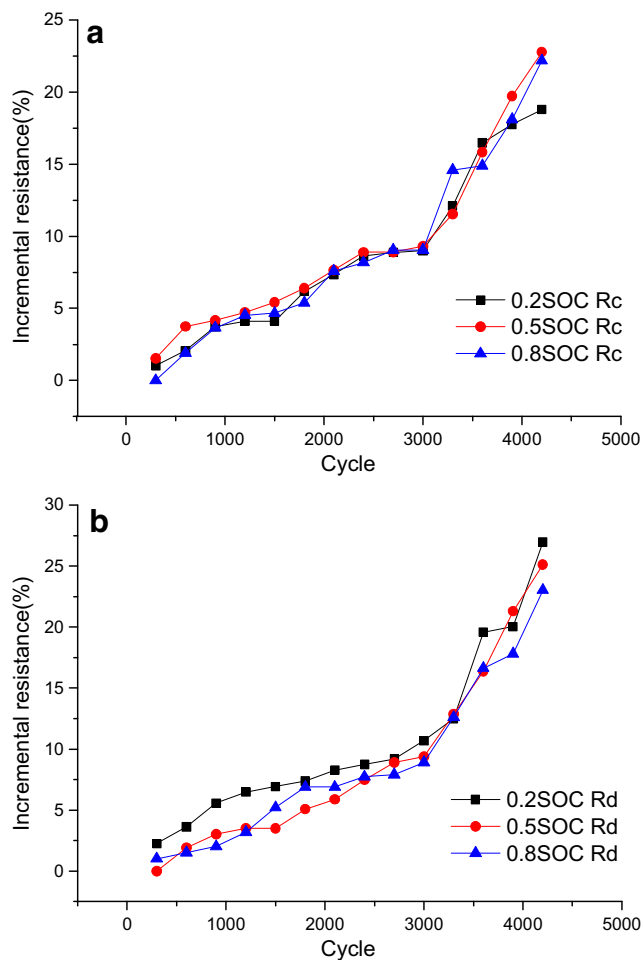 a
25
20
15
10
5
0
Incremental resistance(%)
0.2SOC Rc
0.5SOC Rc
0.8SOC Rc
0 1000 2000 3000 4000 5000
Cycle
b
30
25
20
15
10
5
0
Incremental resistance(%)
0.2SOC Rd
0.5SOC Rd
0.8SOC Rd
0 1000 2000 3000 4000 5000
Cycle